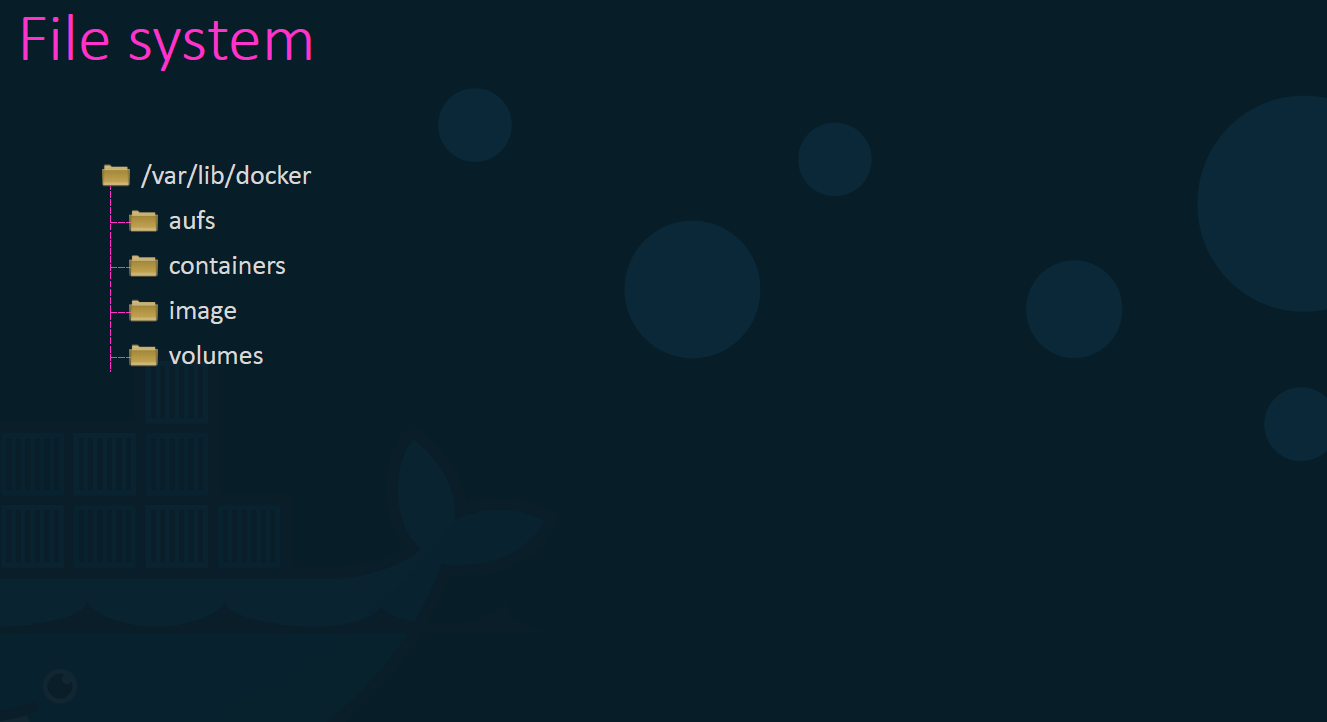 File system
/var/lib/docker
aufs
containers
image
volumes